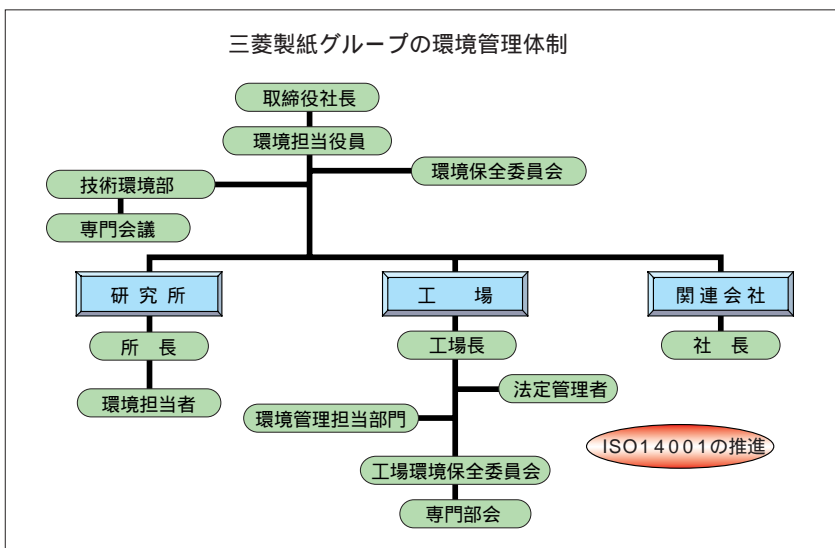 三菱製紙グループの環境管理体制
取締役社長
環境担当役員
環境保全委員会
技術環境部
専門会議
研究所
工場
関連会社
所長
工場長
社長
環境担当者
法定管理者
環境管理担当部門
ISO14001の推進
工場環境保全委員会
専門部会